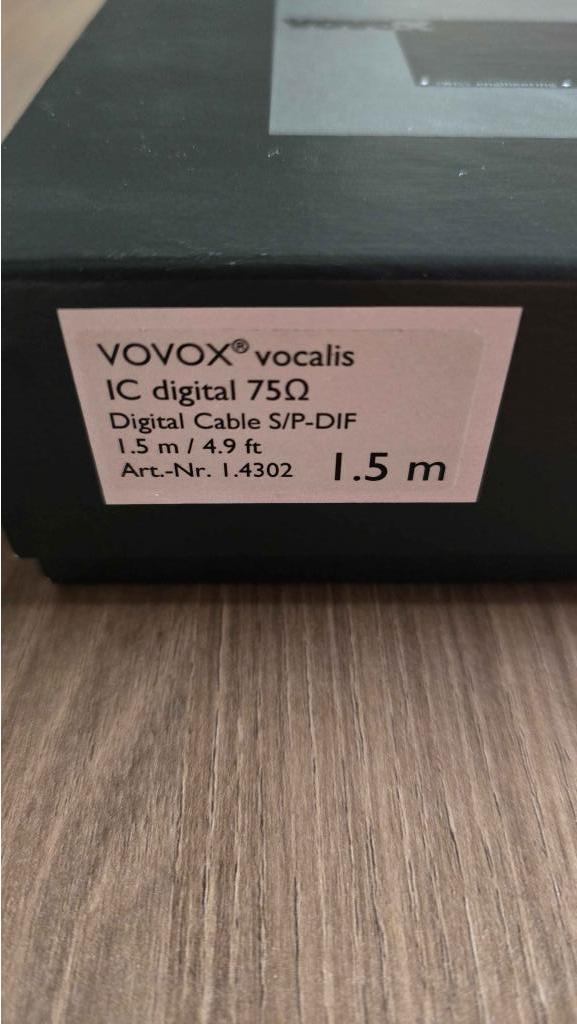 VOVOX® vocalis
IC digital 75Ω
Digital Cable S/P-DIF
1.5 m / 4.9 ft
Art.-Nr. 1.4302
1.5 m